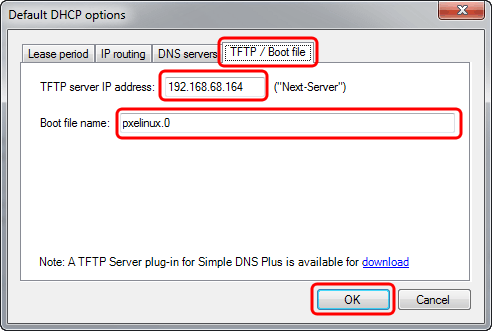 Default DHCP options
Lease period IP routing DNS servers TFTP / Boot file
TFTP server IP address: 192.168.68.164 ("Next-Server")
Boot file name: pxelinux.0
Note: A TFTP Server plug-in for Simple DNS Plus is available for download
OK Cancel